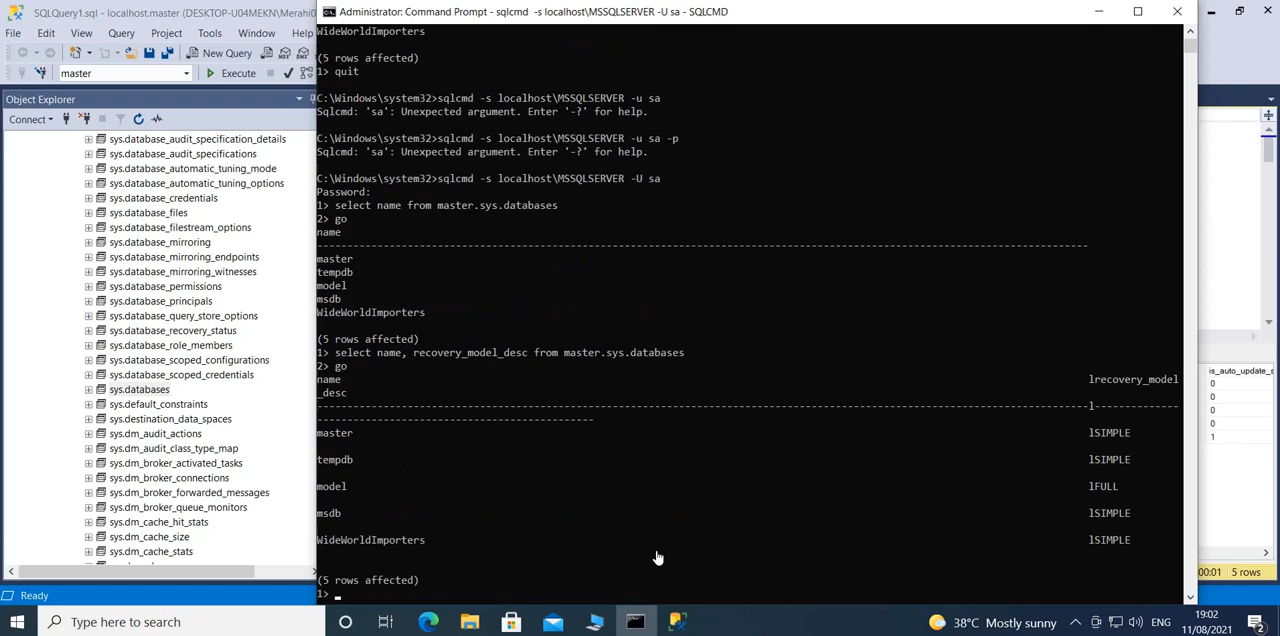 SQLQuery1.sql - localhost.master (DESKTOP-U04MEKN\Merahi0
Administrator: Command Prompt - sqlcmd  -s localhost\MSSQLSERVER -U sa - SQLCMD
File Edit View Query Project Tools Window Help
New Query
master
Execute
Object Explorer
Connect
sys.database_audit_specification_details
sys.database_audit_specifications
sys.database_automatic_tuning_mode
sys.database_automatic_tuning_options
sys.database_credentials
sys.database_files
sys.database_filestream_options
sys.database_mirroring
sys.database_mirroring_endpoints
sys.database_mirroring_witnesses
sys.database_permissions
sys.database_principals
sys.database_query_store_options
sys.database_recovery_status
sys.database_role_members
sys.database_scoped_configurations
sys.database_scoped_credentials
sys.databases
sys.default_constraints
sys.destination_data_spaces
sys.dm_audit_actions
sys.dm_audit_class_type_map
sys.dm_broker_activated_tasks
sys.dm_broker_connections
sys.dm_broker_forwarded_messages
sys.dm_broker_queue_monitors
sys.dm_cache_hit_stats
sys.dm_cache_size
sys.dm_cache_stats
Ready
WideWorldImporters
(5 rows affected)
1> quit
C:\Windows\system32>sqlcmd -s localhost\MSSQLSERVER -u sa
Sqlcmd: 'sa': Unexpected argument. Enter '-?' for help.
C:\Windows\system32>sqlcmd -s localhost\MSSQLSERVER -u sa -p
Sqlcmd: 'sa': Unexpected argument. Enter '-?' for help.
C:\Windows\system32>sqlcmd -s localhost\MSSQLSERVER -U sa
Password:
1> select name from master.sys.databases
2> go
name
--------------------------------------------------------------------------------------------------------------------------------
master
tempdb
model
msdb
WideWorldImporters
(5 rows affected)
1> select name, recovery_model_desc from master.sys.databases
2> go
name lrecovery_model
_desc
--------------------------------------------------------------------------------------------------------------------------------l--------------
----------------------------------------------
master lSIMPLE
tempdb lSIMPLE
model lFULL
msdb lSIMPLE
WideWorldImporters lSIMPLE
(5 rows affected)
1>
is_auto_update_s
0
0
0
0
1
00:01 5 rows
Type here to search
38°C Mostly sunny
ENG
19:02
11/08/2021
2